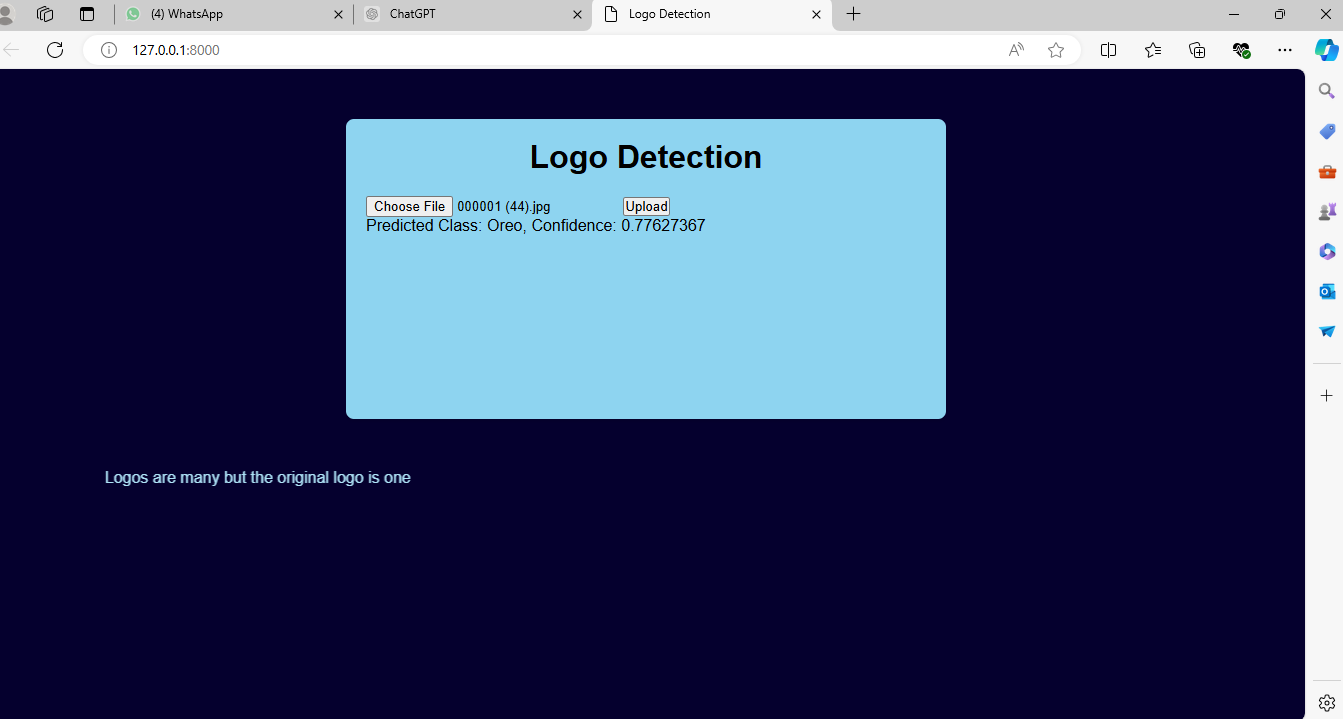 (4) WhatsApp
ChatGPT
Logo Detection
127.0.0.1:8000
Logo Detection
Choose File 000001 (44).jpg Upload
Predicted Class: Oreo, Confidence: 0.77627367
Logos are many but the original logo is one